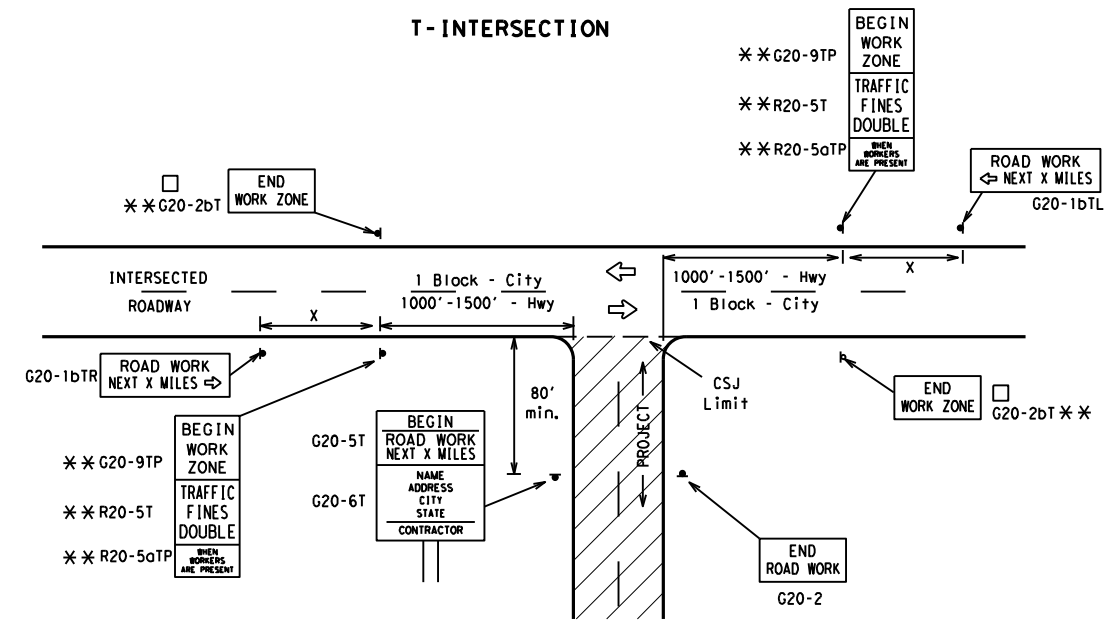 T-INTERSECTION
BEGIN
WORK
ZONE
**G20-9TP
TRAFFIC
FINES
DOUBLE
**R20-5T
WHEN
WORKERS
ARE PRESENT
**R20-5aTP
ROAD WORK
⇦ NEXT X MILES
G20-1bTL
END
WORK ZONE
□
**G20-2bT
INTERSECTED
ROADWAY
1 Block - City
1000' -1500' - Hwy
1000' -1500' - Hwy
1 Block - City
X
X
ROAD WORK
NEXT X MILES ⇨
G20-1bTR
80'
min.
CSJ
Limit
PROJECT
END
WORK ZONE
□
G20-2bT **
BEGIN
WORK
ZONE
**G20-9TP
TRAFFIC
FINES
DOUBLE
**R20-5T
WHEN
WORKERS
ARE PRESENT
**R20-5aTP
BEGIN
ROAD WORK
NEXT X MILES
G20-5T
NAME
ADDRESS
CITY
STATE
CONTRACTOR
G20-6T
END
ROAD WORK
G20-2